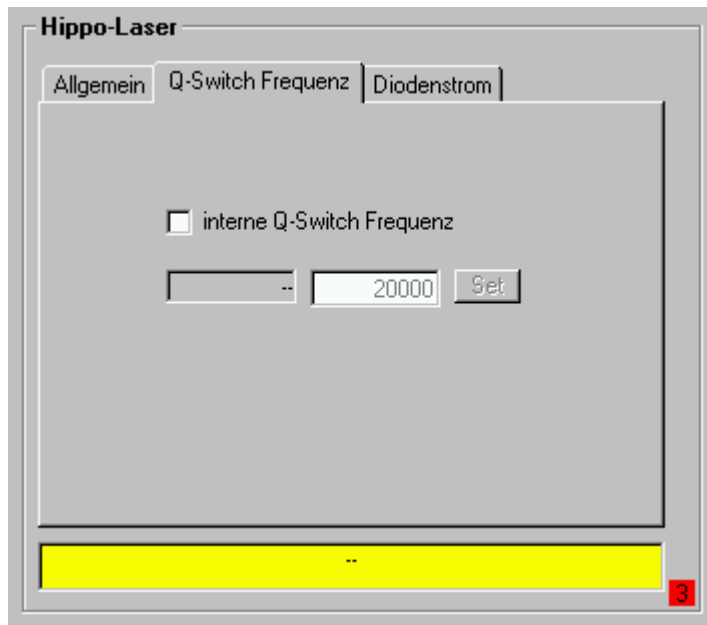 Hippo-Laser
Allgemein Q-Switch Frequenz Diodenstrom
interne Q-Switch Frequenz
-- 20000 Set
--
3